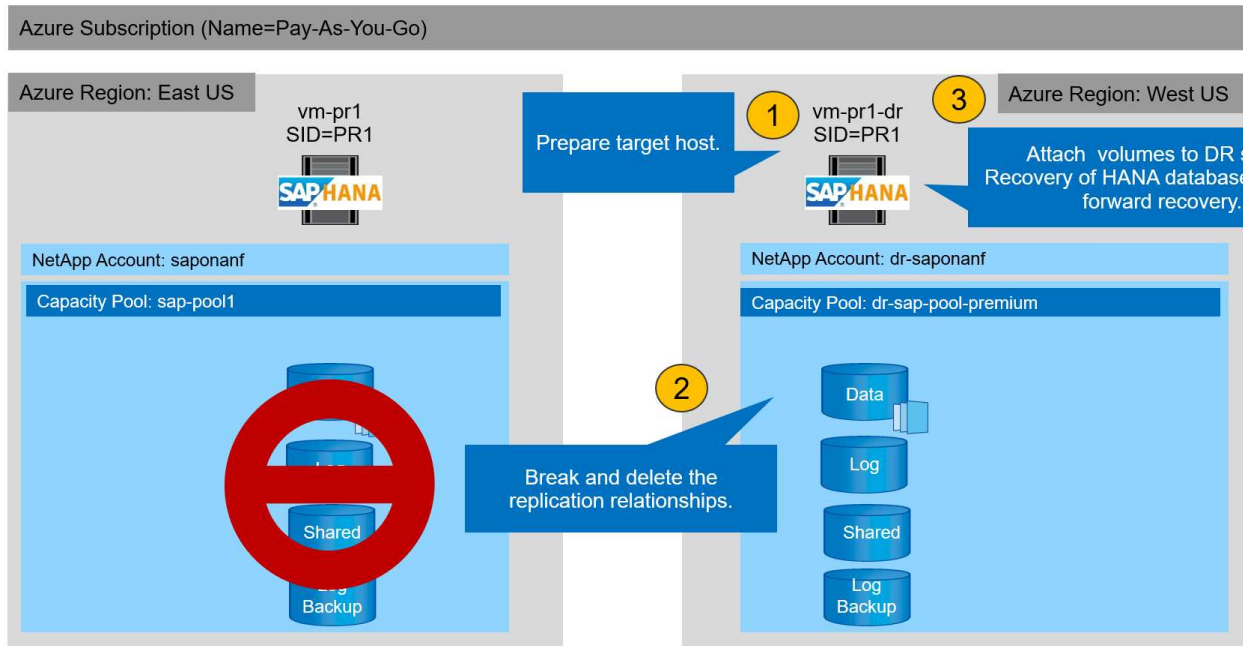 Azure Subscription (Name=Pay-As-You-Go)
Azure Region: East US
vm-pr1
SID=PR1
SAP HANA
NetApp Account: saponanf
Capacity Pool: sap-pool1
Shared
Backup
Prepare target host.
1
2
Break and delete the
replication relationships.
vm-pr1-dr
SID=PR1
SAP HANA
3
Azure Region: West US
Attach volumes to DR
Recovery of HANA database
forward recovery.
NetApp Account: dr-saponanf
Capacity Pool: dr-sap-pool-premium
Data
Log
Shared
Log
Backup